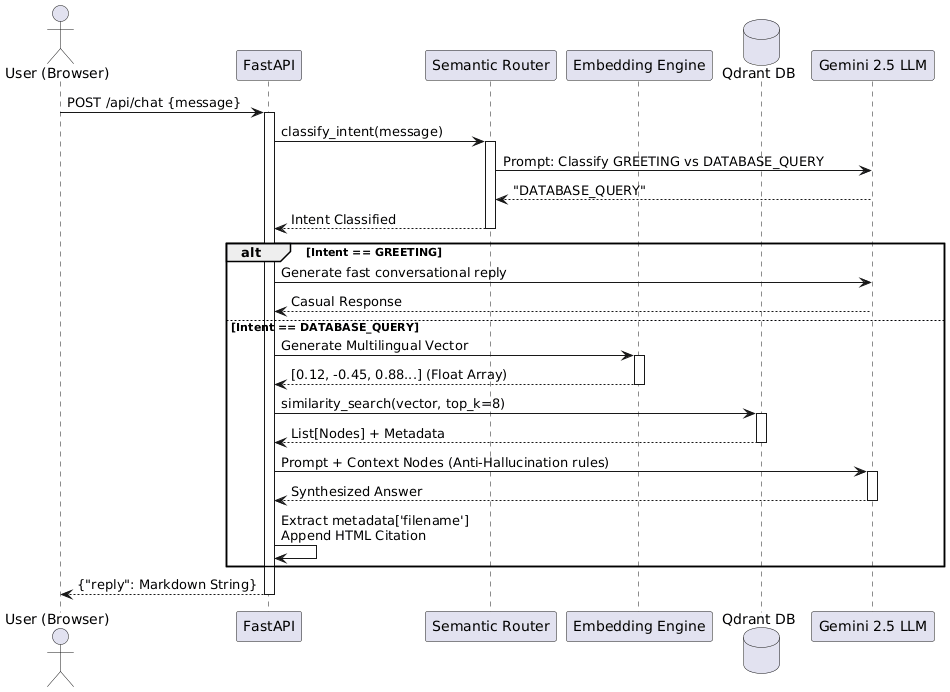 User (Browser)
FastAPI
Semantic Router
Embedding Engine
Qdrant DB
Gemini 2.5 LLM
POST /api/chat {message}
classify_intent(message)
Prompt: Classify GREETING vs DATABASE_QUERY
"DATABASE_QUERY"
Intent Classified
alt
[Intent == GREETING]
Generate fast conversational reply
Casual Response
[Intent == DATABASE_QUERY]
Generate Multilingual Vector
[0.12, -0.45, 0.88...] (Float Array)
similarity_search(vector, top_k=8)
List[Nodes] + Metadata
Prompt + Context Nodes (Anti-Hallucination rules)
Synthesized Answer
Extract metadata['filename']
Append HTML Citation
{"reply": Markdown String}
User (Browser)
FastAPI
Semantic Router
Embedding Engine
Qdrant DB
Gemini 2.5 LLM